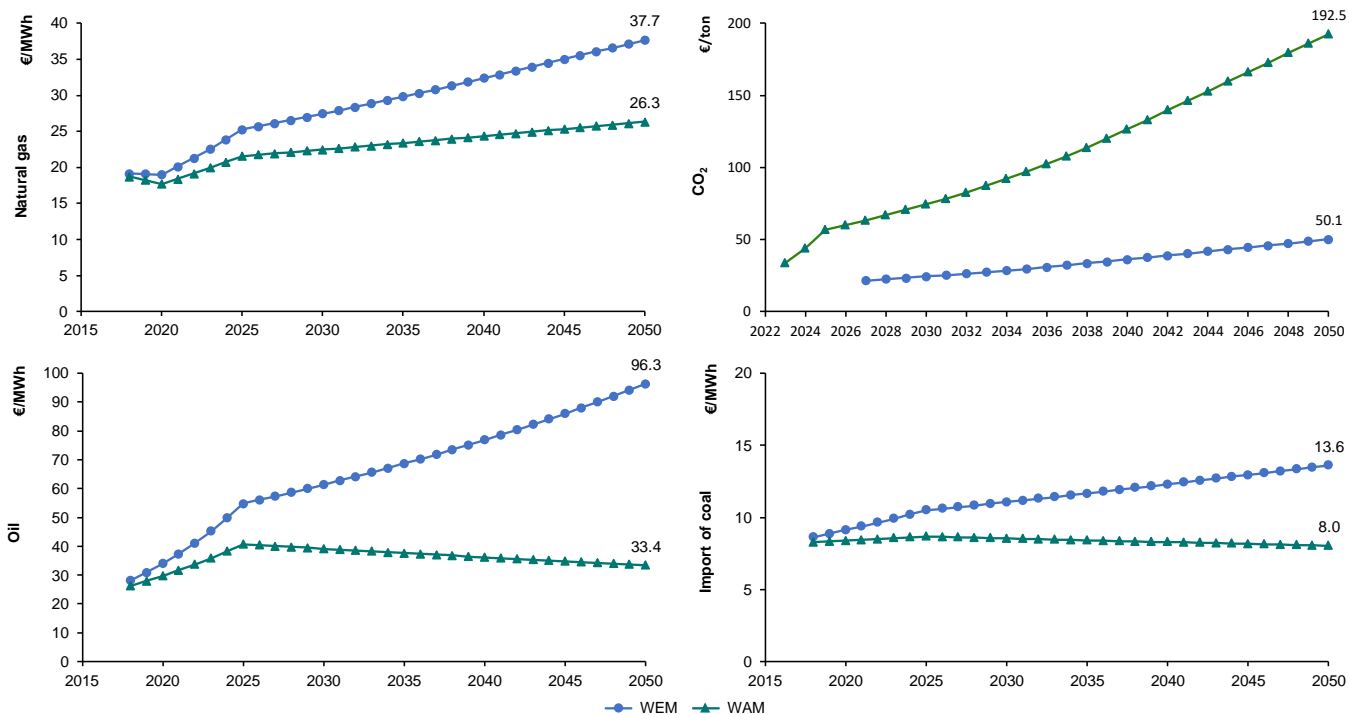 €/MWh
Natural gas
40
35
30
25
20
15
10
5
0
37.7
26.3
2015 2020 2025 2030 2035 2040 2045 2050
€/ton
CO₂
200
150
100
50
0
192.5
50.1
2022 2024 2026 2028 2030 2032 2034 2036 2038 2040 2042 2044 2046 2048 2050
€/MWh
Oil
100
90
80
70
60
50
40
30
20
10
0
96.3
33.4
2015 2020 2025 2030 2035 2040 2045 2050
€/MWh
Import of coal
20
15
10
5
0
13.6
8.0
2015 2020 2025 2030 2035 2040 2045 2050
WEM WAM